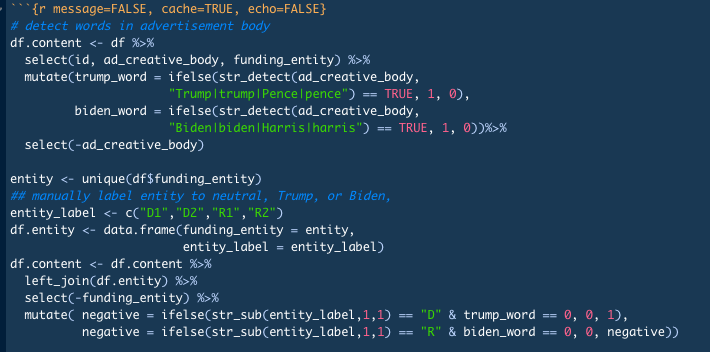 ```{r message=FALSE, cache=TRUE, echo=FALSE}
# detect words in advertisement body
df.content <- df %>%
  select(id, ad_creative_body, funding_entity) %>%
  mutate(trump_word = ifelse(str_detect(ad_creative_body,
                     "Trump|trump|Pence|pence") == TRUE, 1, 0),
         biden_word = ifelse(str_detect(ad_creative_body,
                     "Biden|biden|Harris|harris") == TRUE, 1, 0))%>%
  select(-ad_creative_body)

entity <- unique(df$funding_entity)
## manually label entity to neutral, Trump, or Biden,
entity_label <- c("D1","D2","R1","R2")
df.entity <- data.frame(funding_entity = entity,
                       entity_label = entity_label)
df.content <- df.content %>%
  left_join(df.entity) %>%
  select(-funding_entity) %>%
  mutate( negative = ifelse(str_sub(entity_label,1,1) == "D" & trump_word == 0, 0, 1),
          negative = ifelse(str_sub(entity_label,1,1) == "R" & biden_word == 0, 0, negative))